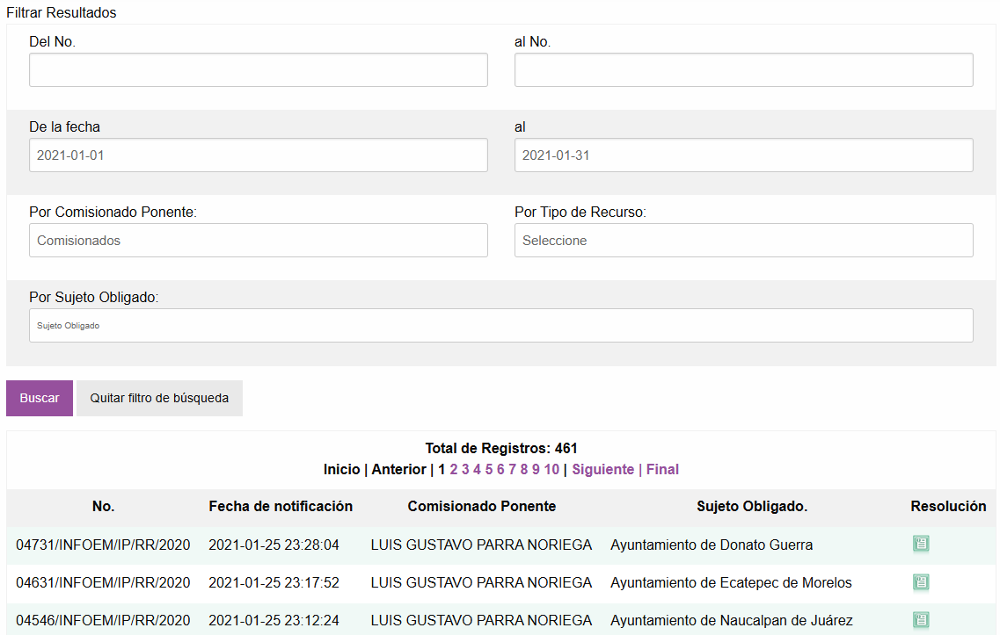 Filtrar Resultados
Del No. al No.
De la fecha al
2021-01-01 2021-01-31
Por Comisionado Ponente: Por Tipo de Recurso:
Comisionados Seleccione
Por Sujeto Obligado:
Sujeto Obligado
Buscar Quitar filtro de búsqueda
Total de Registros: 461
Inicio | Anterior | 1 2 3 4 5 6 7 8 9 10 | Siguiente | Final
No. Fecha de notificación Comisionado Ponente Sujeto Obligado. Resolución
04731/INFOEM/IP/RR/2020 2021-01-25 23:28:04 LUIS GUSTAVO PARRA NORIEGA Ayuntamiento de Donato Guerra
04631/INFOEM/IP/RR/2020 2021-01-25 23:17:52 LUIS GUSTAVO PARRA NORIEGA Ayuntamiento de Ecatepec de Morelos
04546/INFOEM/IP/RR/2020 2021-01-25 23:12:24 LUIS GUSTAVO PARRA NORIEGA Ayuntamiento de Naucalpan de Juárez